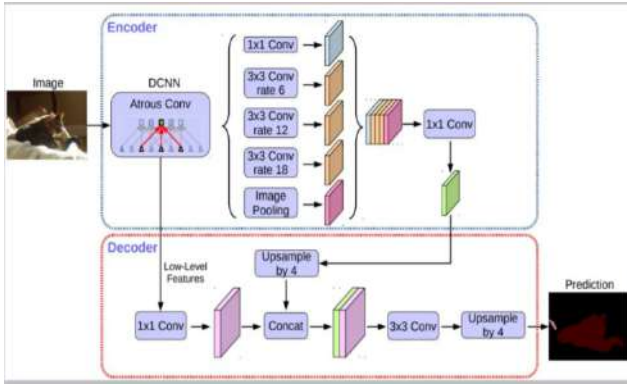 Encoder
Image
DCNN
Atrous Conv
1x1 Conv
3x3 Conv
rate 6
3x3 Conv
rate 12
3x3 Conv
rate 18
Image
Pooling
1x1 Conv
Decoder
Low-Level
Features
Upsample
by 4
1x1 Conv
Concat
3x3 Conv
Upsample
by 4
Prediction